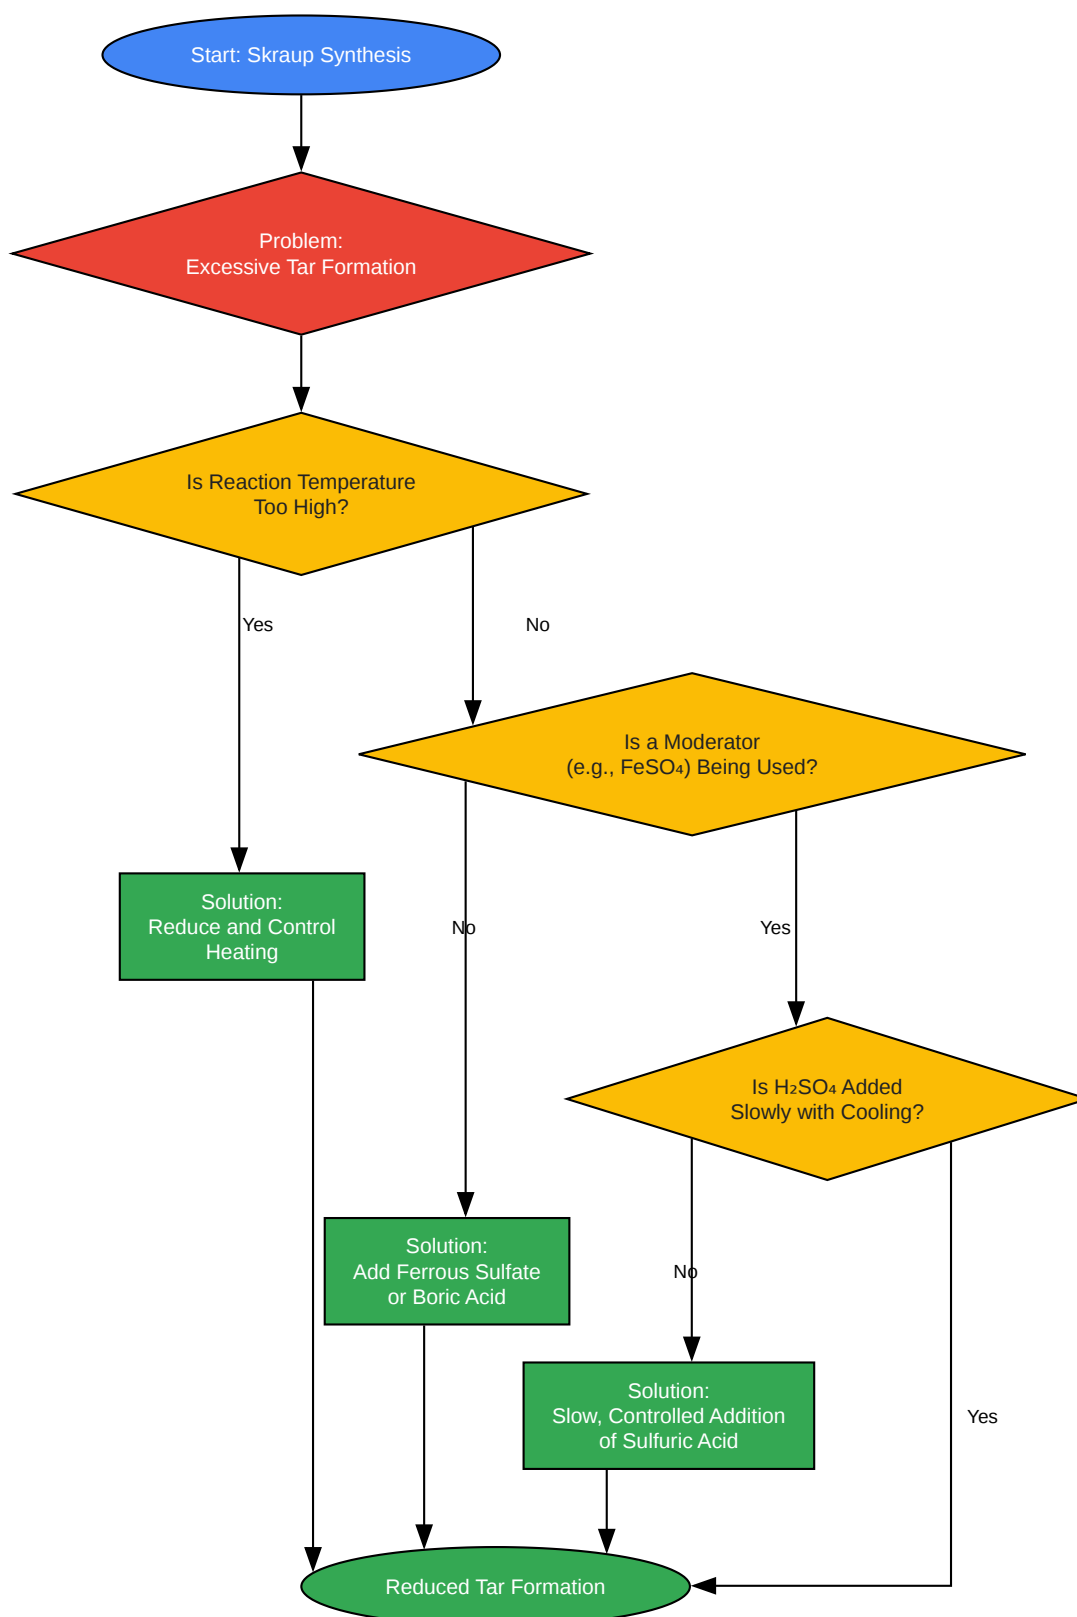 Start: Skraup Synthesis
Problem:
Excessive Tar Formation
Is Reaction Temperature
Too High?
Yes
No
Is a Moderator
(e.g., FeSO₄) Being Used?
Solution:
Reduce and Control
Heating
No
Yes
Is H₂SO₄ Added
Slowly with Cooling?
Solution:
Add Ferrous Sulfate
or Boric Acid
No
Solution:
Slow, Controlled Addition
of Sulfuric Acid
Yes
Reduced Tar Formation